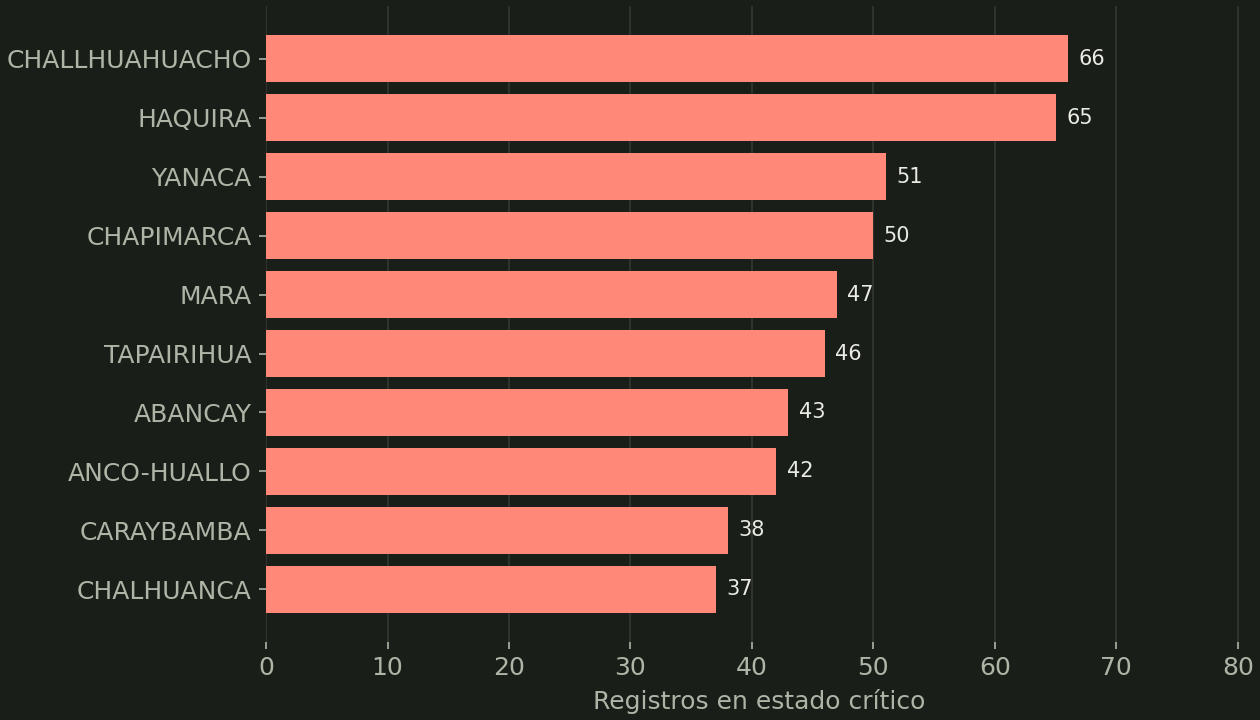 CHALLHUAHUACHO 66
HAQUIRA 65
YANACA 51
CHAPIMARCA 50
MARA 47
TAPAIRIHUA 46
ABANCAY 43
ANCO-HUALLO 42
CARAYBAMBA 38
CHALHUANCA 37
0 10 20 30 40 50 60 70 80
Registros en estado crítico